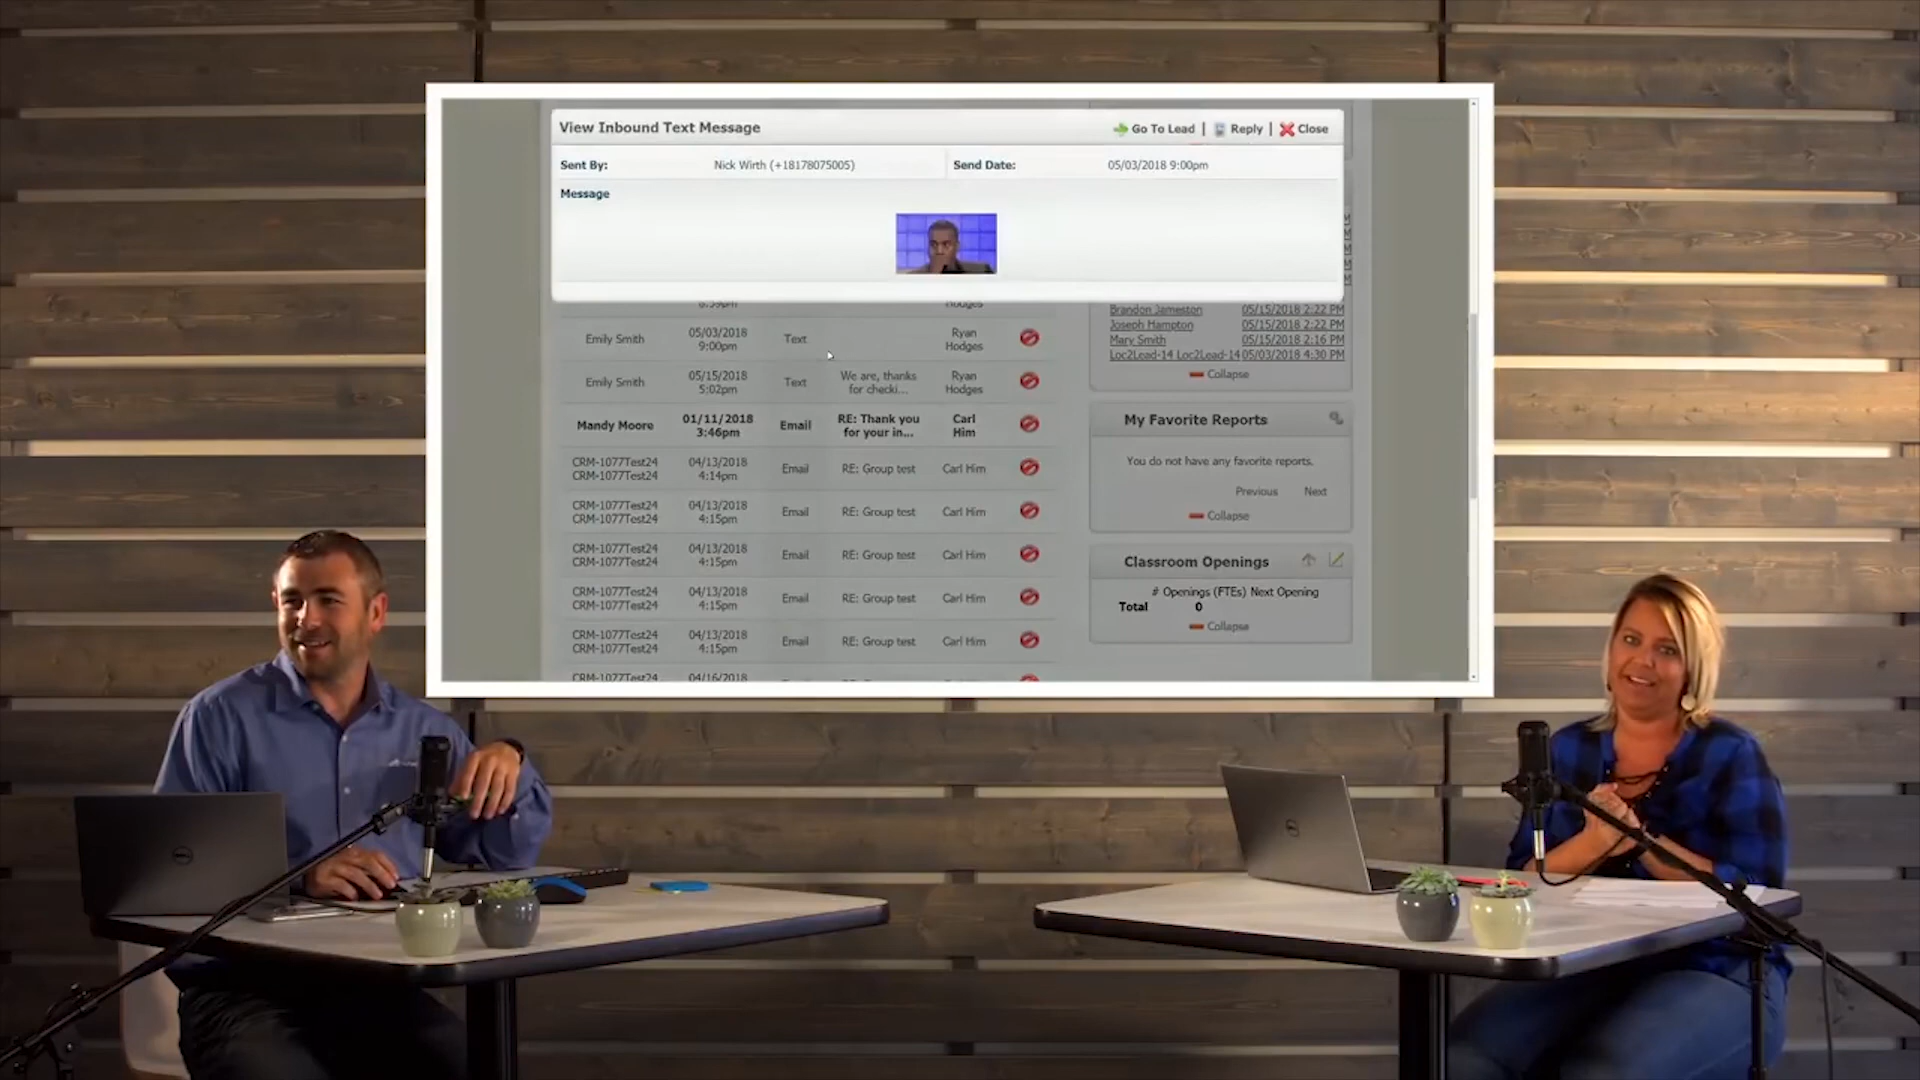 View Inbound Text Message
Go To Lead | Reply | Close
Sent By: Nick Wirth (+18178075005) Send Date: 05/03/2018 9:00pm
Message
8:59pm Hodges
Emily Smith 05/03/2018 9:00pm Text Ryan Hodges
Emily Smith 05/15/2018 5:02pm Text We are, thanks for checki... Ryan Hodges
Mandy Moore 01/11/2018 3:46pm Email RE: Thank you for your in... Carl Him
CRM-1077Test24 CRM-1077Test24 04/13/2018 4:14pm Email RE: Group test Carl Him
CRM-1077Test24 CRM-1077Test24 04/13/2018 4:15pm Email RE: Group test Carl Him
CRM-1077Test24 CRM-1077Test24 04/13/2018 4:15pm Email RE: Group test Carl Him
CRM-1077Test24 CRM-1077Test24 04/13/2018 4:15pm Email RE: Group test Carl Him
CRM-1077Test24 CRM-1077Test24 04/13/2018 4:15pm Email RE: Group test Carl Him
CRM-1077Test24 04/16/2018
Brandon Jameston 05/15/2018 2:22 PM
Joseph Hampton 05/15/2018 2:22 PM
Mary Smith 05/15/2018 2:16 PM
Loc2Lead-14 Loc2Lead-14 05/03/2018 4:30 PM
Collapse
My Favorite Reports
You do not have any favorite reports.
Previous Next
Collapse
Classroom Openings
# Openings (FTEs) Next Opening
Total 0
Collapse
DELL